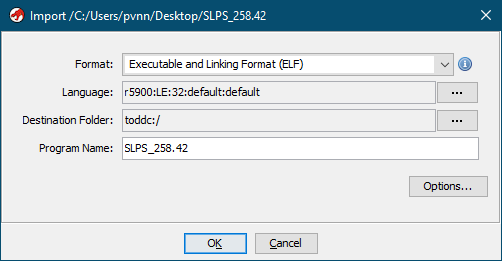 Import /C:/Users/pvnn/Desktop/SLPS_258.42
Format: Executable and Linking Format (ELF)
Language: r5900:LE:32:default:default ...
Destination Folder: toddc:/ ...
Program Name: SLPS_258.42
Options...
OK Cancel